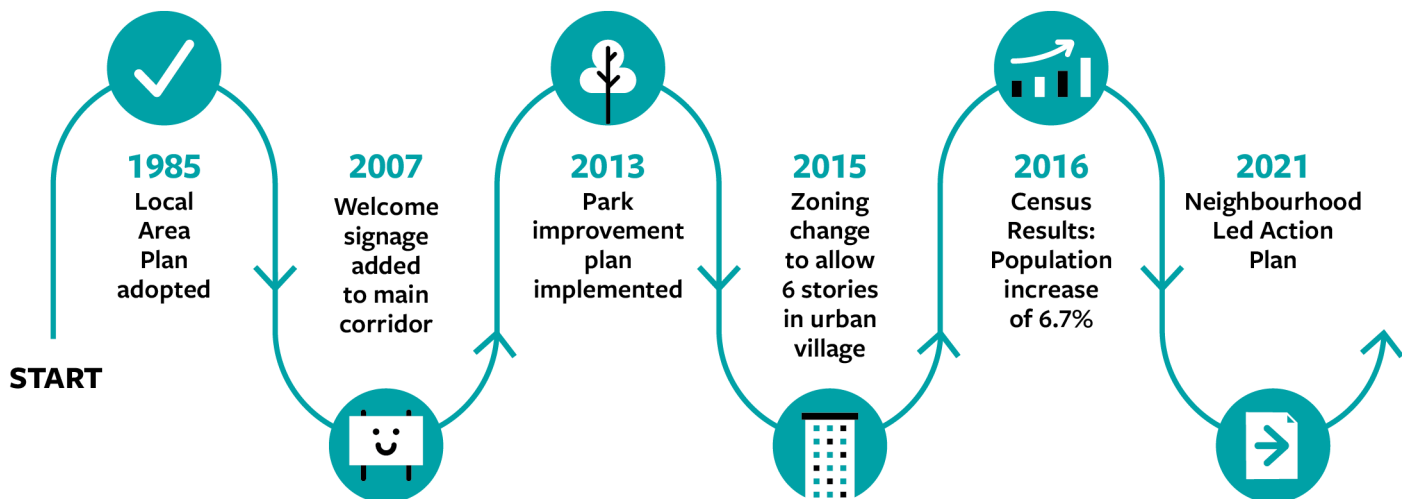 START
1985
Local
Area
Plan
adopted
2007
Welcome
signage
added
to main
corridor
2013
Park
improvement
plan
implemented
2015
Zoning
change
to allow
6 stories
in urban
village
2016
Census
Results:
Population
increase
of 6.7%
2021
Neighbourhood
Led Action
Plan